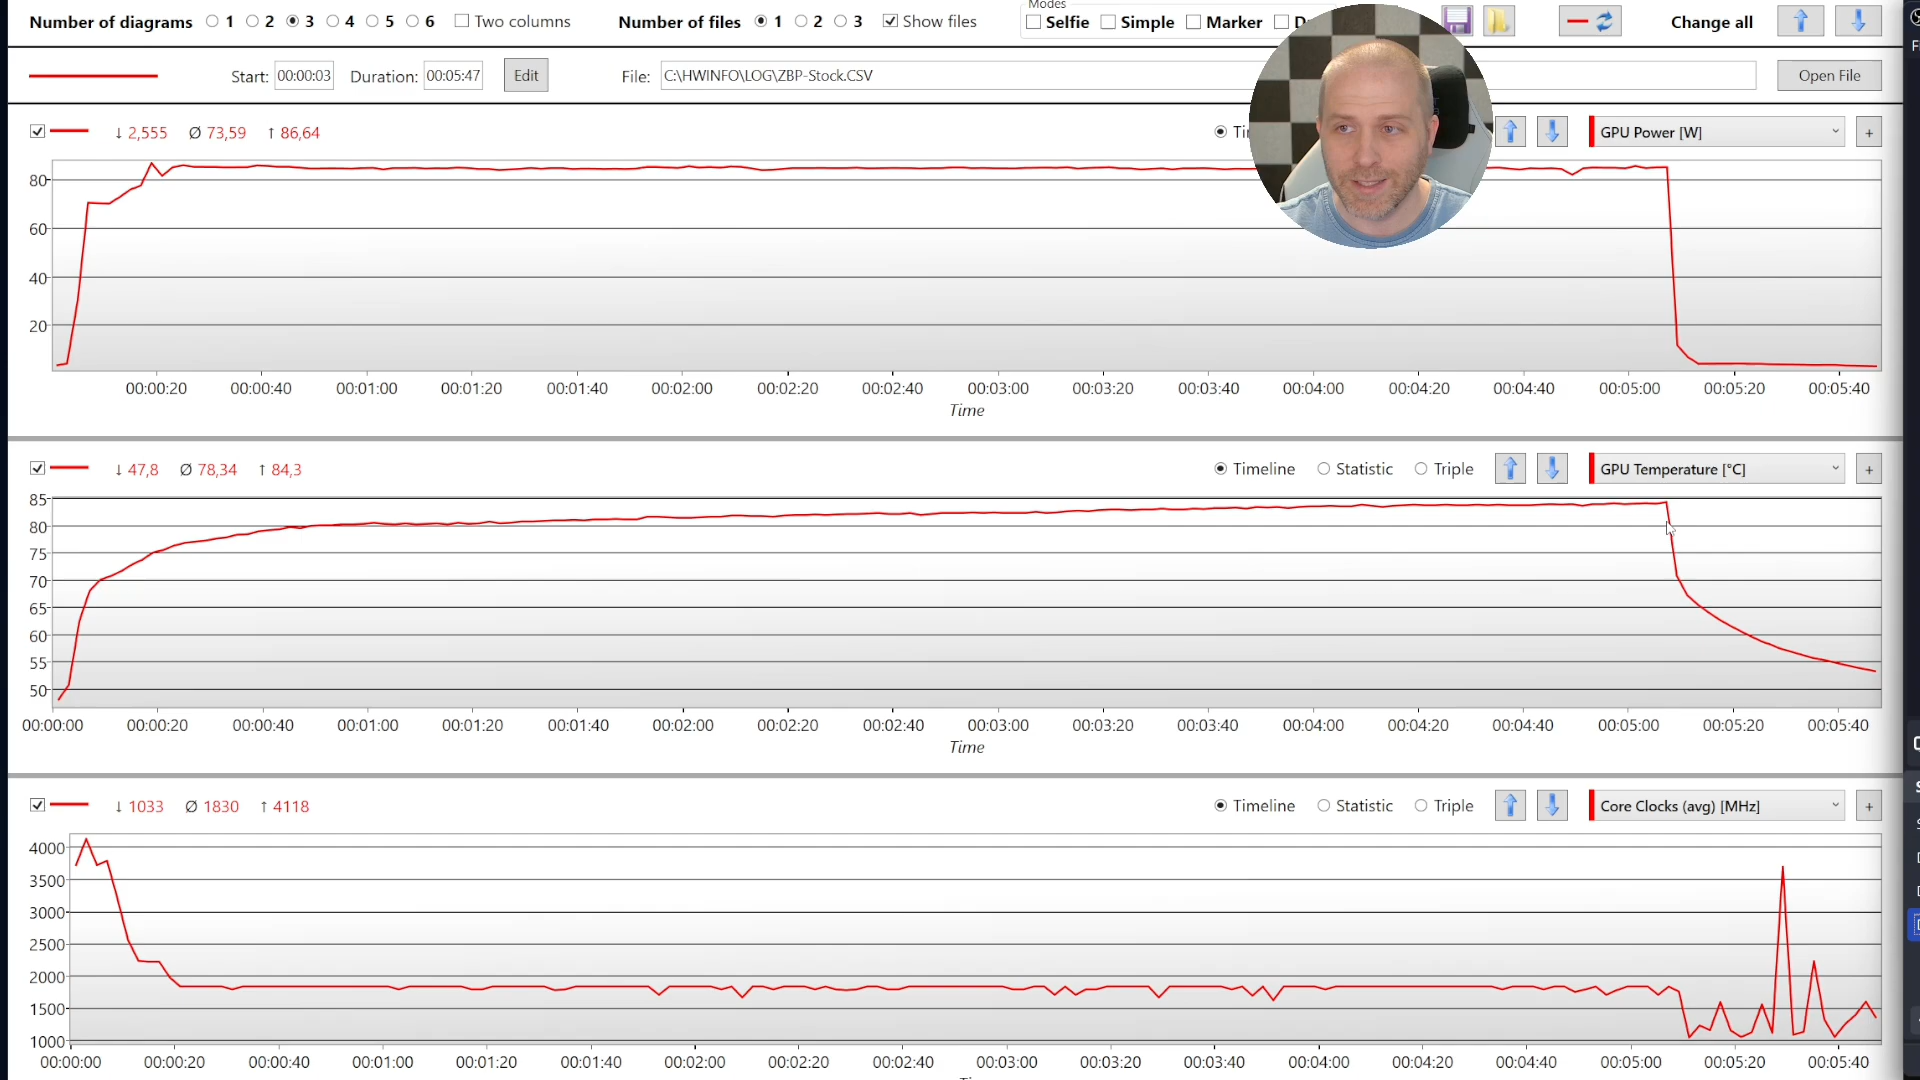 Modes
Number of diagrams 1 2 3 4 5 6 Two columns Number of files 1 2 3 Show files Selfie Simple Marker Change all
Start: 00:00:03 Duration: 00:05:47 Edit File: C:\HWINFO\LOG\ZBP-Stock.CSV Open File
↓ 2,555 Ø 73,59 ↑ 86,64 GPU Power [W] +
80
60
40
20
00:00:20 00:00:40 00:01:00 00:01:20 00:01:40 00:02:00 00:02:20 00:02:40 00:03:00 00:03:20 00:03:40 00:04:00 00:04:20 00:04:40 00:05:00 00:05:20 00:05:40
Time
↓ 47,8 Ø 78,34 ↑ 84,3 Timeline Statistic Triple GPU Temperature [°C] +
85
80
75
70
65
60
55
50
00:00:00 00:00:20 00:00:40 00:01:00 00:01:20 00:01:40 00:02:00 00:02:20 00:02:40 00:03:00 00:03:20 00:03:40 00:04:00 00:04:20 00:04:40 00:05:00 00:05:20 00:05:40
Time
↓ 1033 Ø 1830 ↑ 4118 Timeline Statistic Triple Core Clocks (avg) [MHz] +
4000
3500
3000
2500
2000
1500
1000
00:00:00 00:00:20 00:00:40 00:01:00 00:01:20 00:01:40 00:02:00 00:02:20 00:02:40 00:03:00 00:03:20 00:03:40 00:04:00 00:04:20 00:04:40 00:05:00 00:05:20 00:05:40